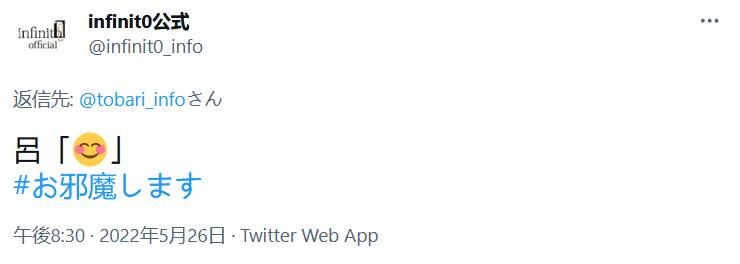 infinit0
official
infinit0公式
@infinit0_info
返信先: @tobari_infoさん
呂「😊」
#お邪魔します
午後8:30 · 2022年5月26日 · Twitter Web App